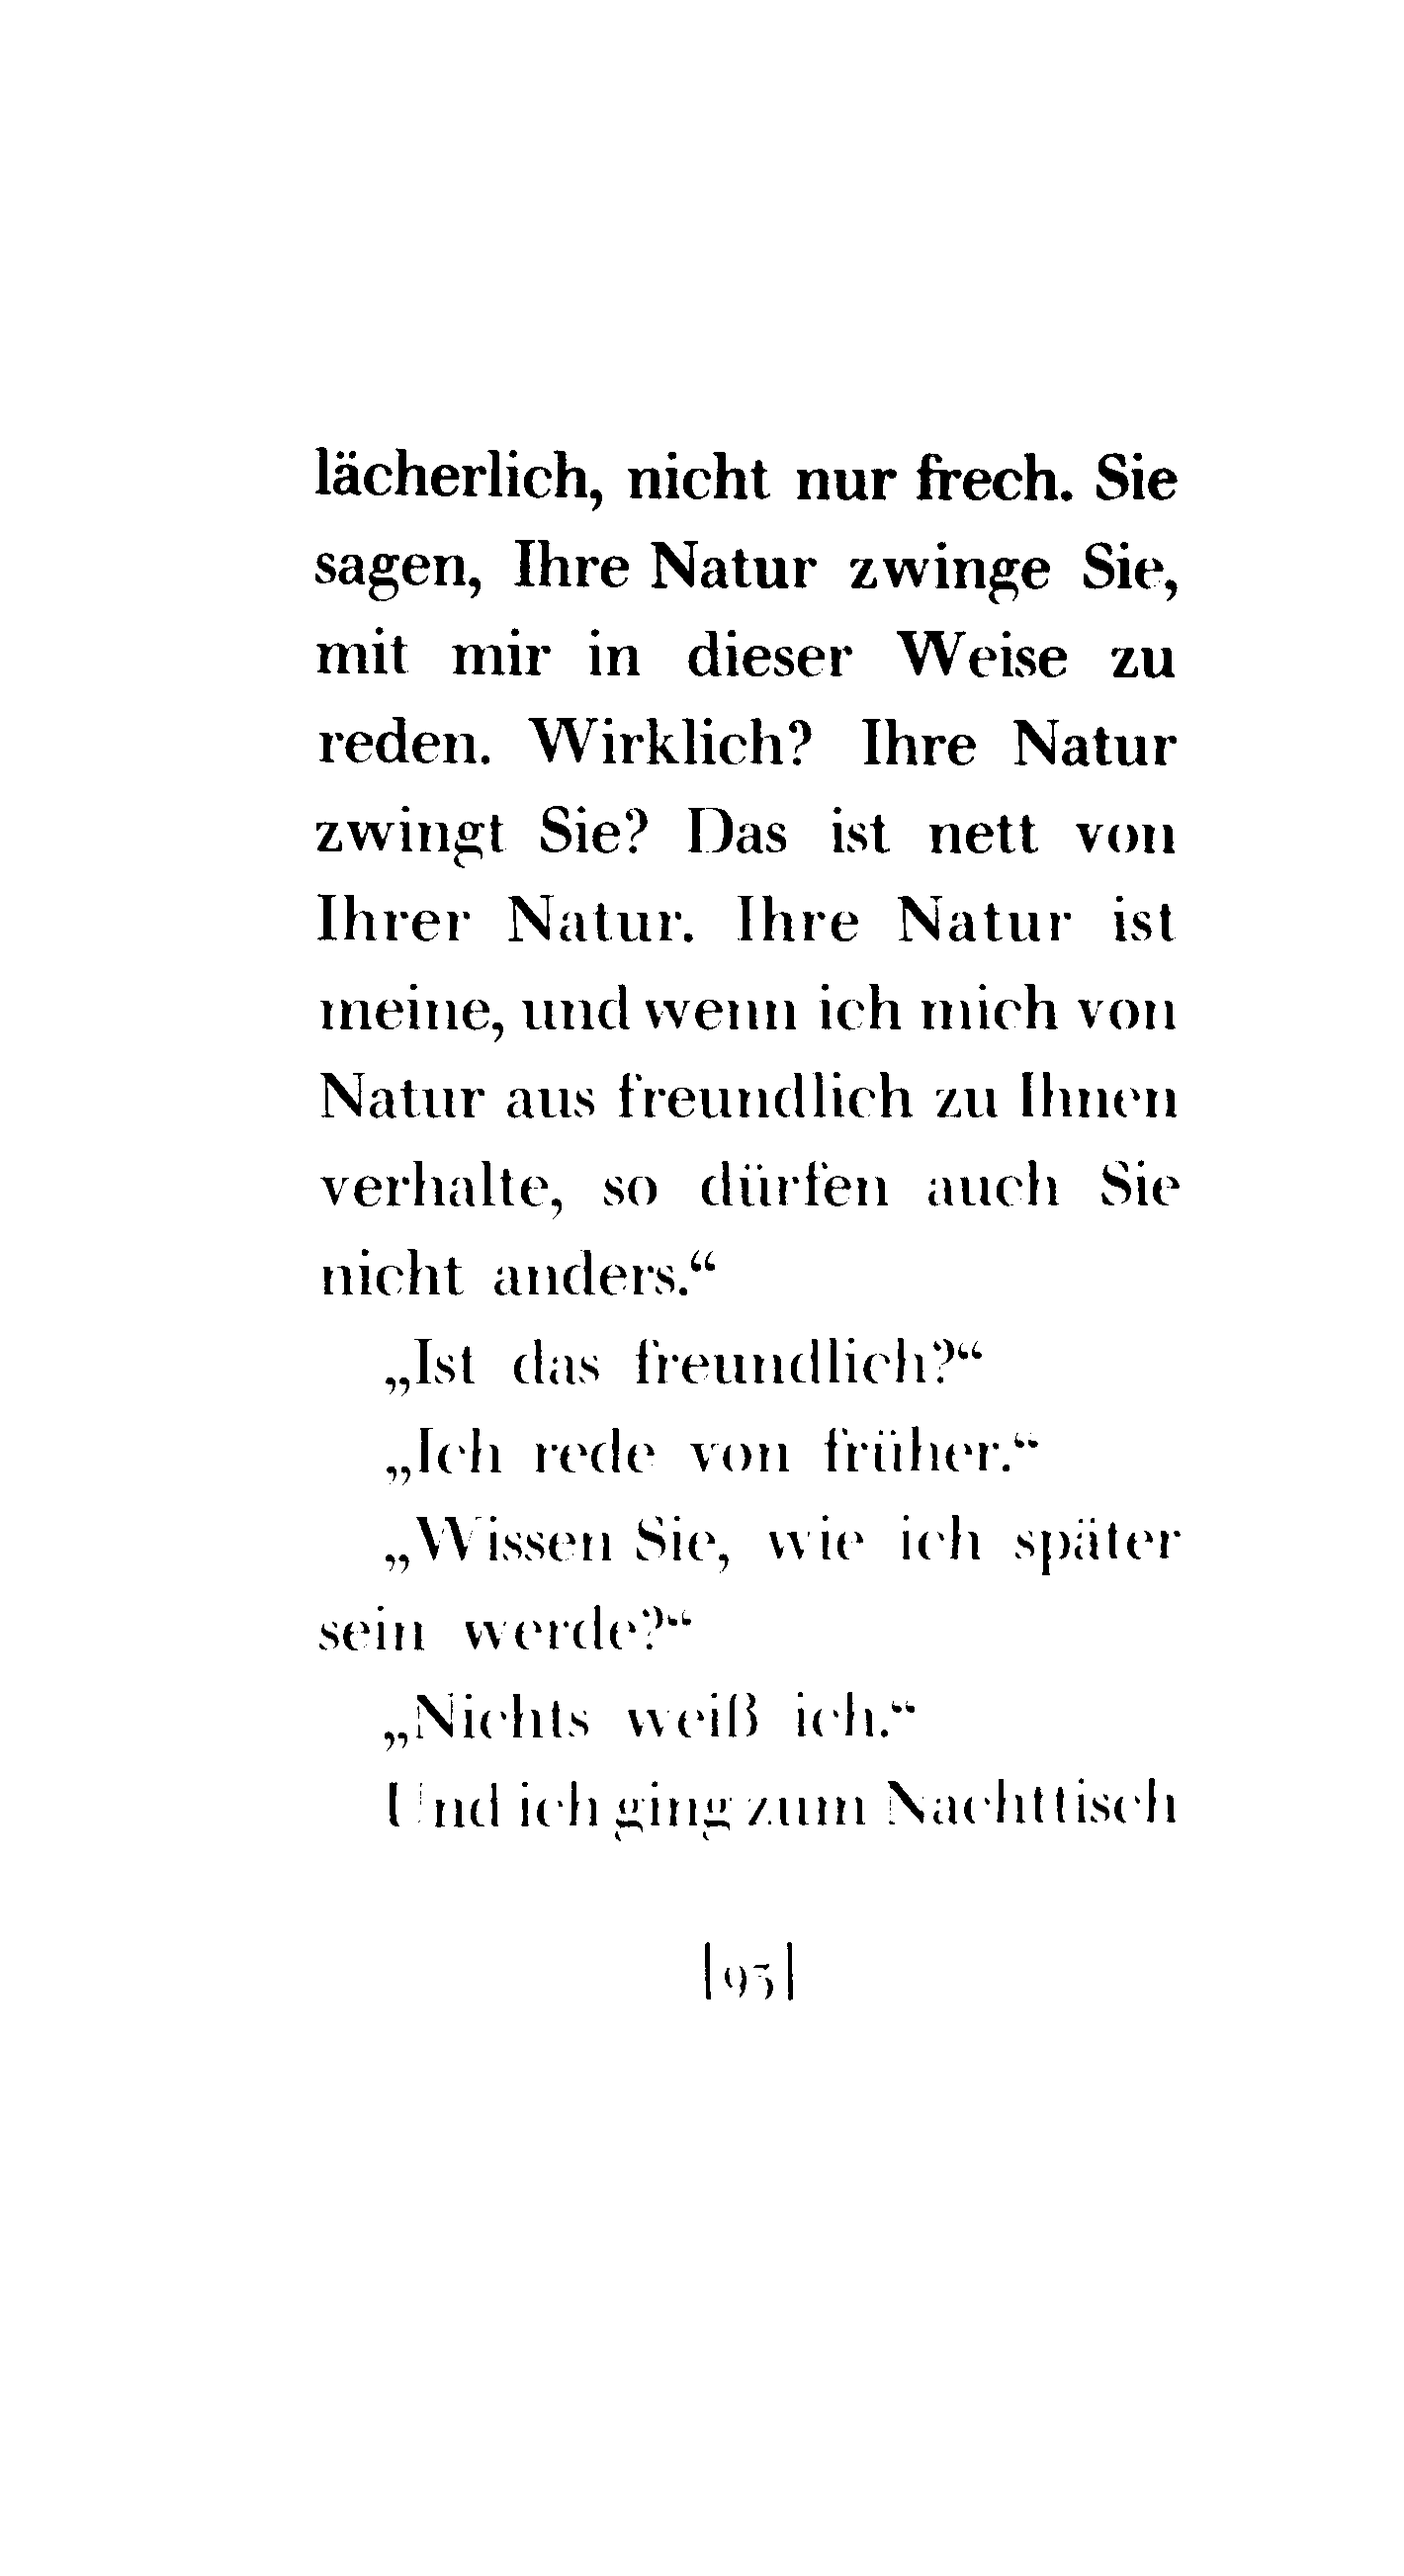 lächerlich, nicht nur frech. Sie
sagen, Ihre Natur zwinge Sie,
mit mir in dieser Weise zu
reden. Wirklich? Ihre Natur
zwingt Sie? Das ist nett von
Ihrer Natur. Ihre Natur ist
meine, und wenn ich mich von
Natur aus freundlich zu Ihnen
verhalte, so dürfen auch Sie
nicht anders.“
„Ist das freundlich?“
„Ich rede von früher.“
„Wissen Sie, wie ich später
sein werde?“
„Nichts weiß ich.“
Und ich ging zum Nachttisch